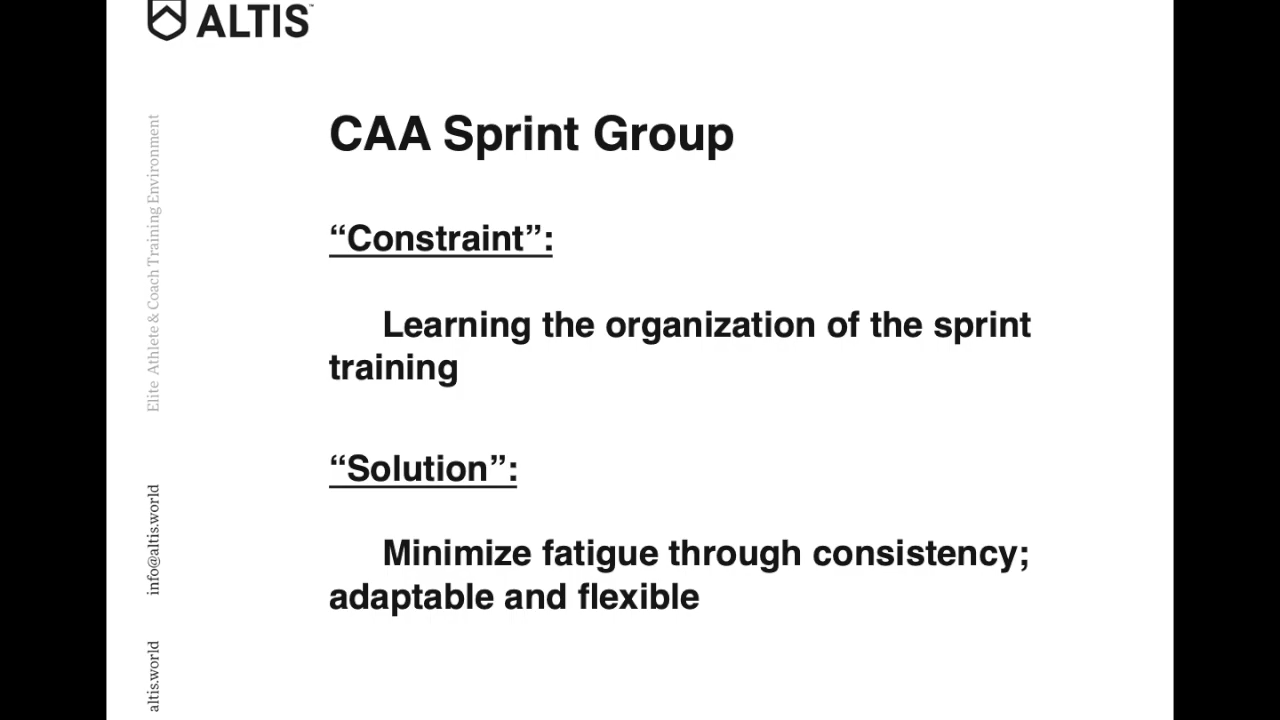 ALTIS™
CAA Sprint Group
“Constraint”:
Learning the organization of the sprint
training
“Solution”:
Minimize fatigue through consistency;
adaptable and flexible
Elite Athlete & Coach Training Environment
info@altis.world
altis.world